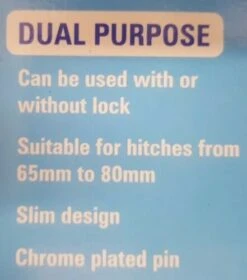 DUAL PURPOSE
Can be used with or
without lock
Suitable for hitches from
65mm to 80mm
Slim design
Chrome plated pin